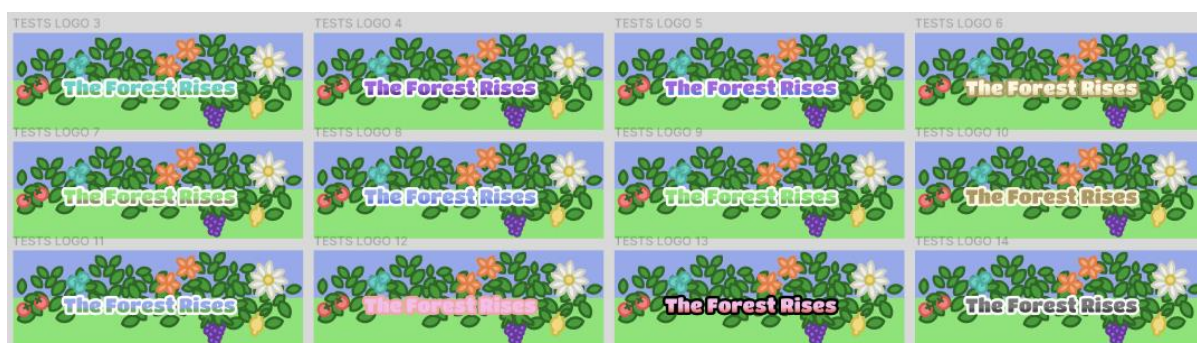 TESTS LOGO 3
TESTS LOGO 4
TESTS LOGO 5
TESTS LOGO 6
The Forest Rises
The Forest Rises
The Forest Rises
The Forest Rises
TESTS LOGO 7
TESTS LOGO 8
TESTS LOGO 9
TESTS LOGO 10
The Forest Rises
The Forest Rises
The Forest Rises
The Forest Rises
TESTS LOGO 11
TESTS LOGO 12
TESTS LOGO 13
TESTS LOGO 14
The Forest Rises
The Forest Rises
The Forest Rises
The Forest Rises